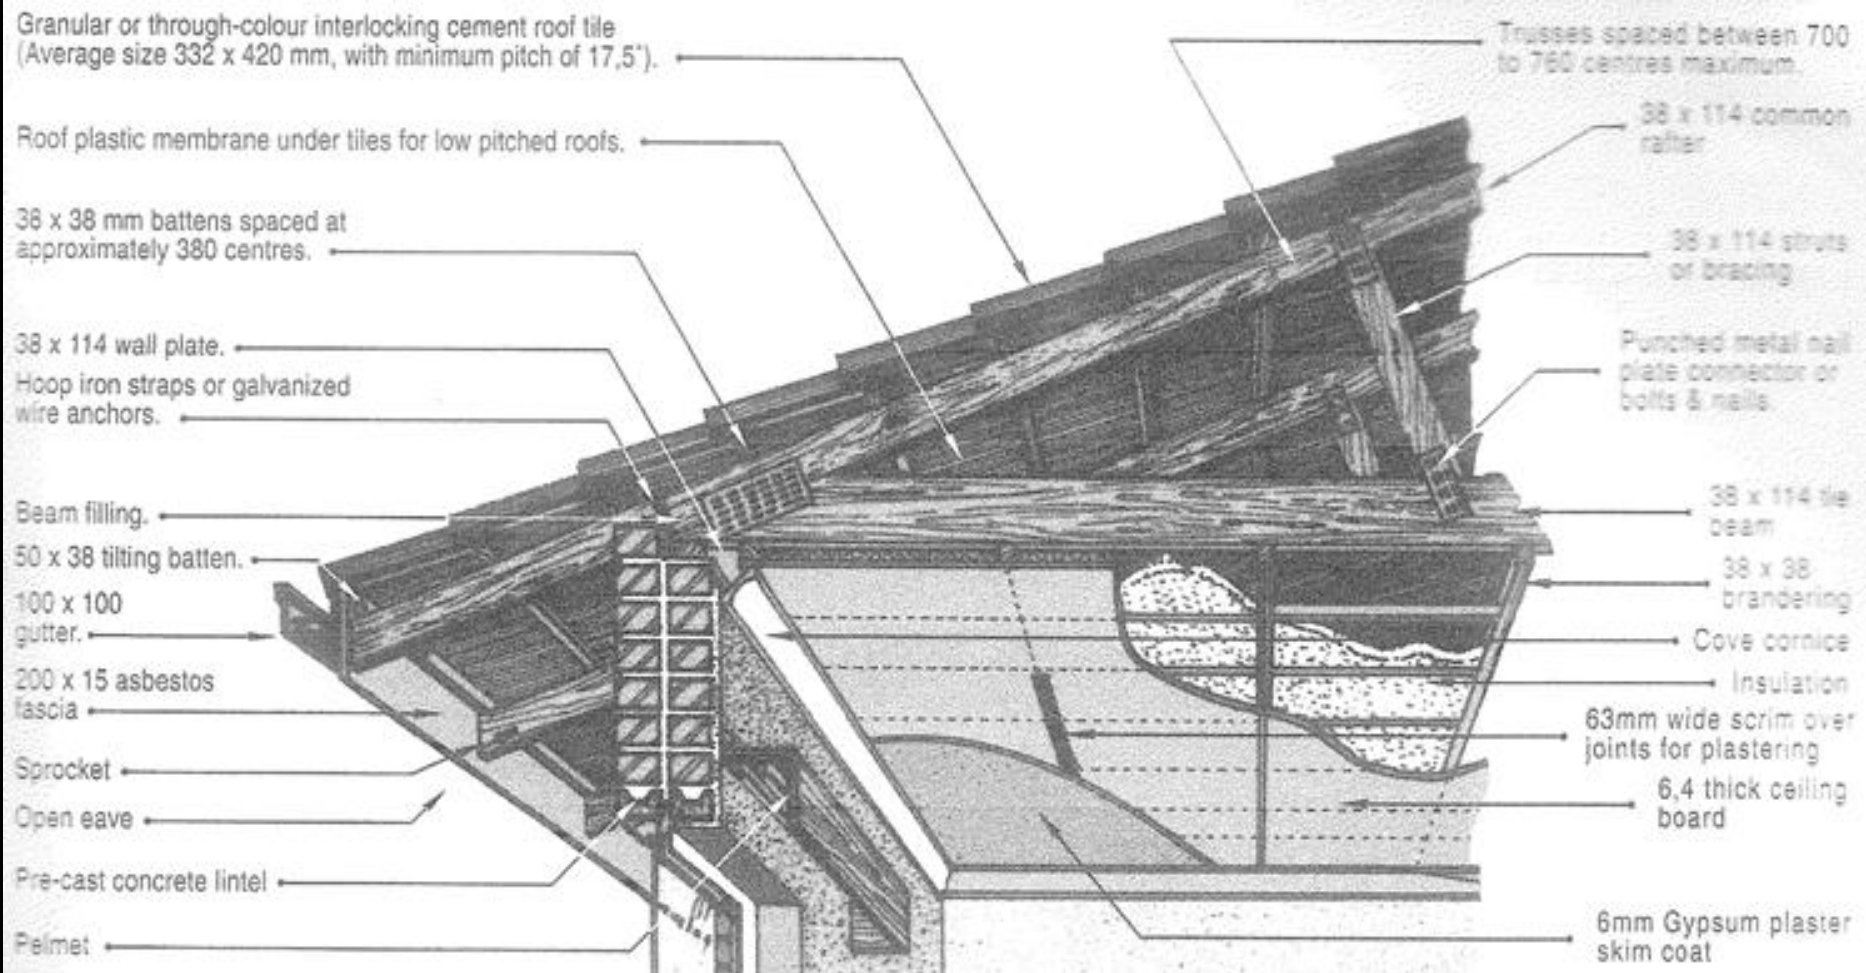 Granular or through-colour interlocking cement roof tile
(Average size 332 x 420 mm, with minimum pitch of 17,5°).
Roof plastic membrane under tiles for low pitched roofs.
38 x 38 mm battens spaced at
approximately 380 centres.
38 x 114 wall plate.
Hoop iron straps or galvanized
wire anchors.
Beam filling.
50 x 38 tilting batten.
100 x 100
gutter.
200 x 15 asbestos
fascia
Sprocket
Open eave
Pre-cast concrete lintel
Pelmet
Trusses spaced between 700
to 760 centres maximum.
38 x 114 common
rafter
38 x 114 struts
or bracing
Punched metal nail
plate connector or
bolts & nails
38 x 114 tie
beam
38 x 38
brandering
Cove cornice
Insulation
63mm wide scrim over
joints for plastering
6,4 thick ceiling
board
6mm Gypsum plaster
skim coat